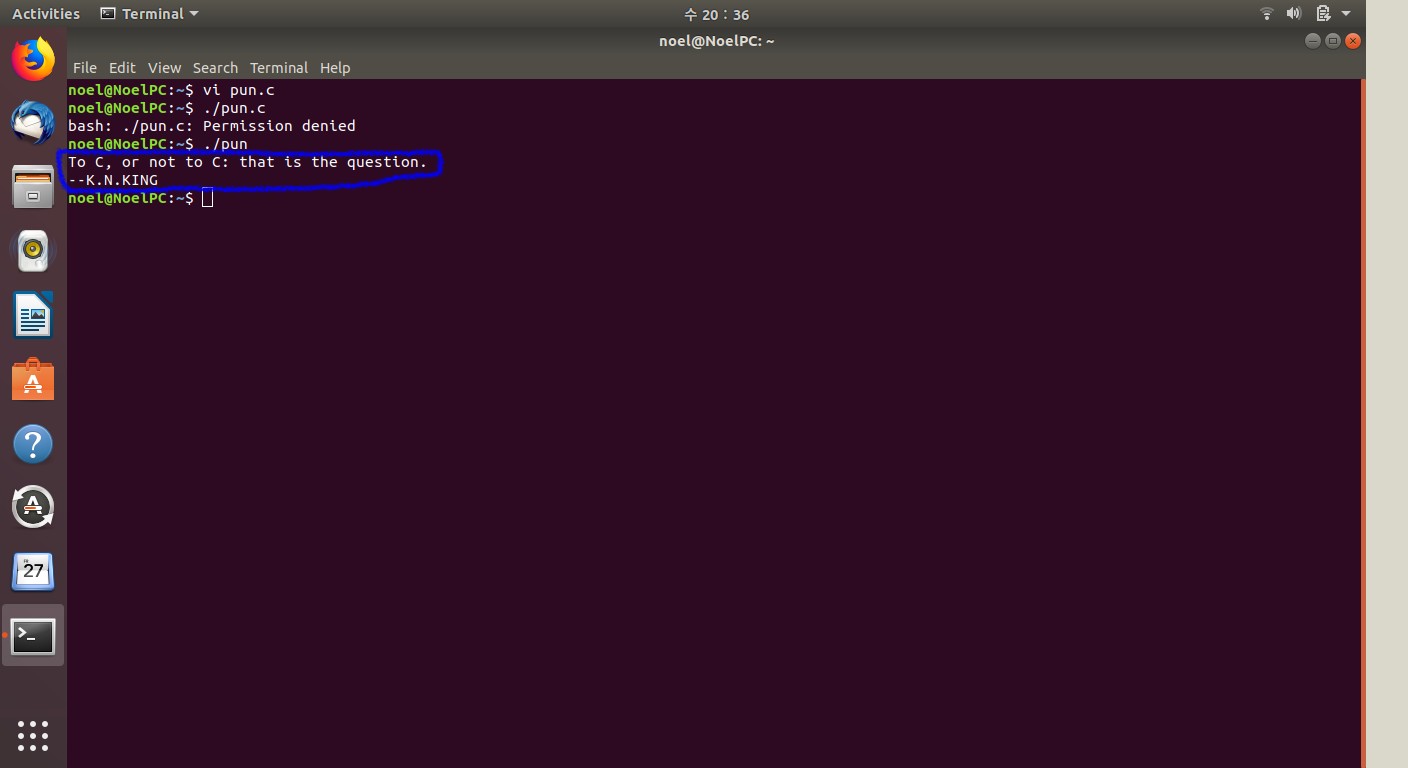 Activities Terminal 수 20 : 36
noel@NoelPC: ~
File Edit View Search Terminal Help
noel@NoelPC:~$ vi pun.c
noel@NoelPC:~$ ./pun.c
bash: ./pun.c: Permission denied
noel@NoelPC:~$ ./pun
To C, or not to C: that is the question.
--K.N.KING
noel@NoelPC:~$
27